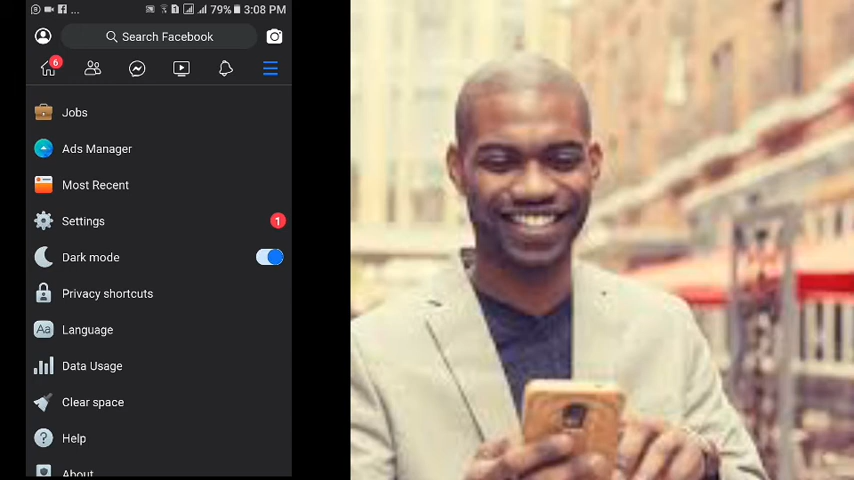 ... 79% 3:08 PM
Search Facebook
6
Jobs
Ads Manager
Most Recent
Settings 1
Dark mode
Privacy shortcuts
Aa Language
Data Usage
Clear space
? Help
About